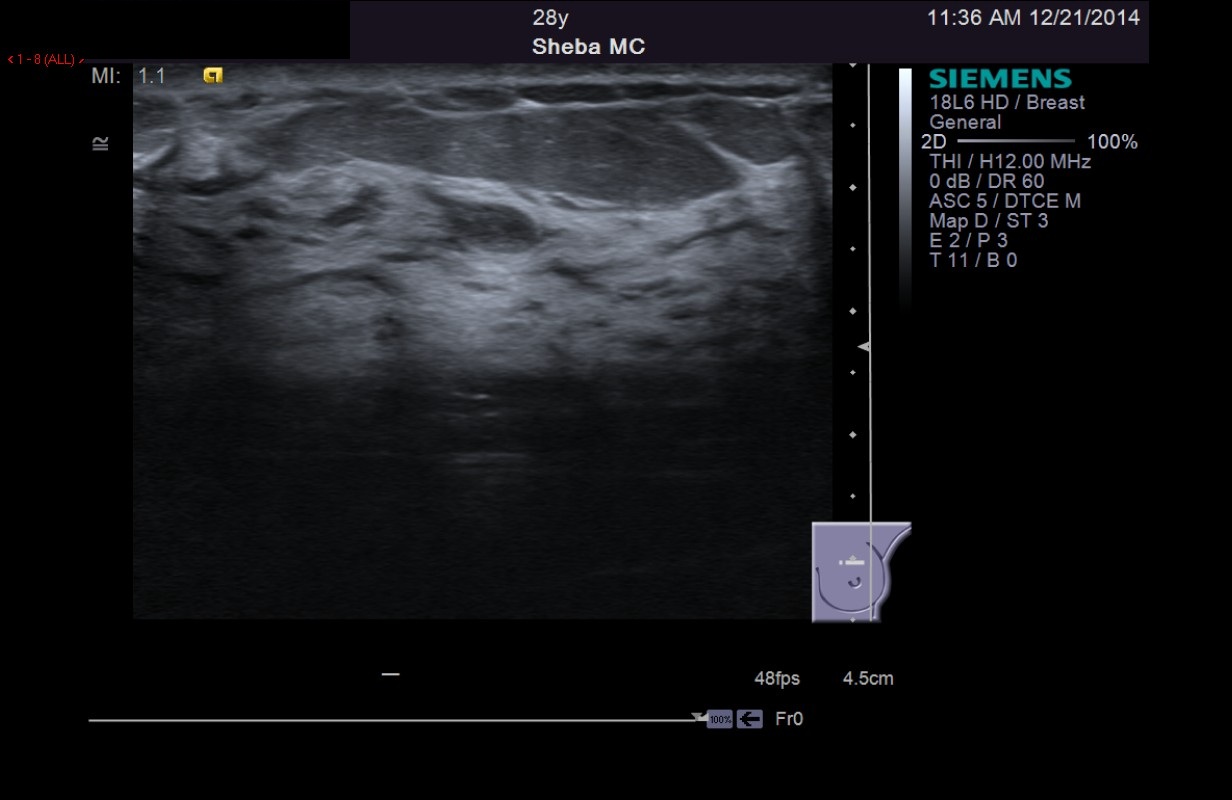 28y
11:36 AM 12/21/2014
Sheba MC
1 - 8 (ALL)
MI: 1.1
SIEMENS
18L6 HD / Breast
General
2D 100%
THI / H12.00 MHz
0 dB / DR 60
ASC 5 / DTCE M
Map D / ST 3
E 2 / P 3
T 11 / B 0
48fps 4.5cm
100% Fr0